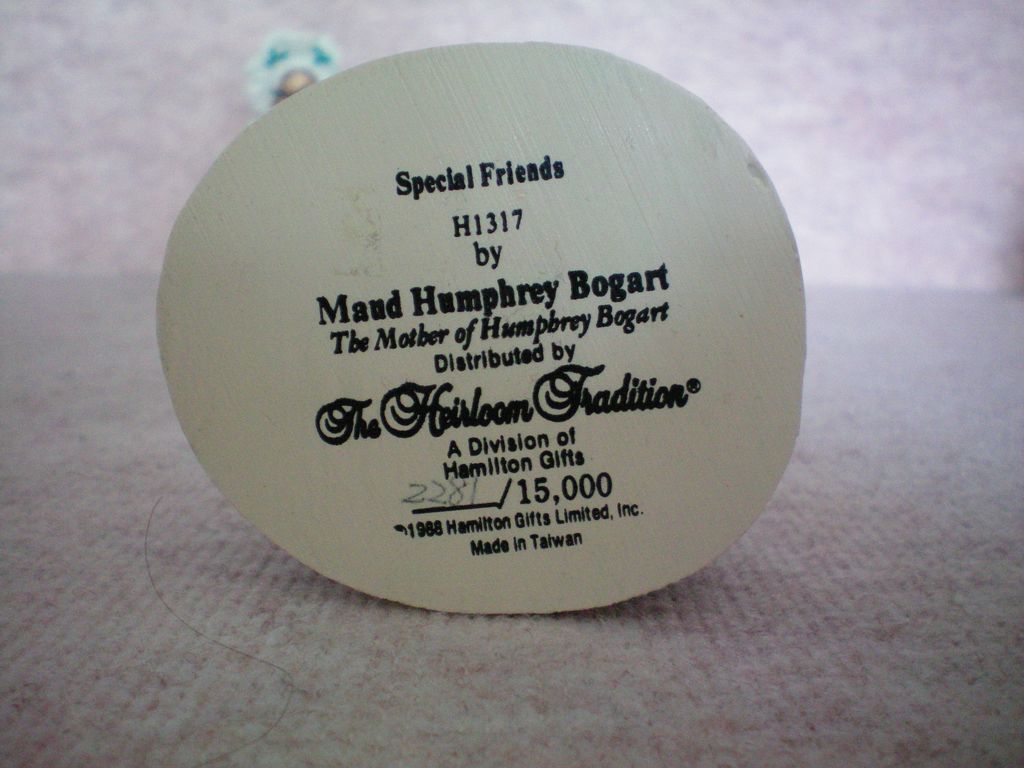 Special Friends
H1317
by
Maud Humphrey Bogart
The Mother of Humphrey Bogart
Distributed by
The Heirloom Tradition®
A Division of
Hamilton Gifts
2281/15,000
©1988 Hamilton Gifts Limited, Inc.
Made in Taiwan